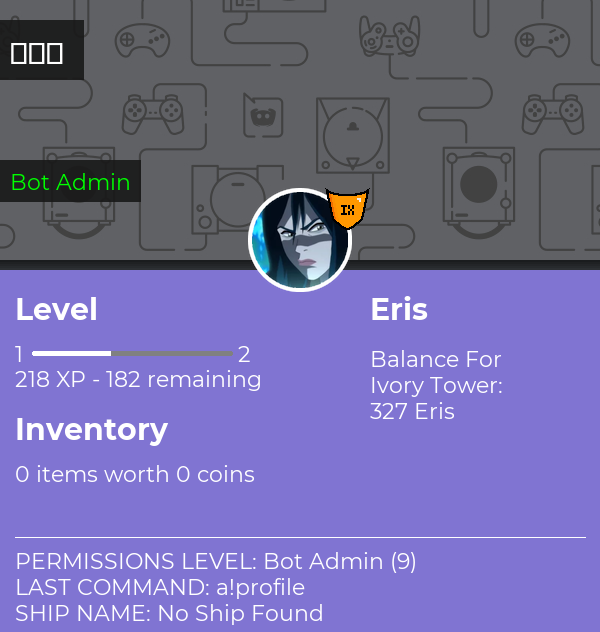 Bot Admin
IX
Level
1 2
218 XP - 182 remaining
Inventory
0 items worth 0 coins
Eris
Balance For
Ivory Tower:
327 Eris
PERMISSIONS LEVEL: Bot Admin (9)
LAST COMMAND: a!profile
SHIP NAME: No Ship Found